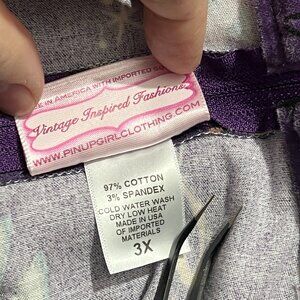 E IN AMERICA WITH IMPORTED
Vintage Inspired Fashions
WWW.PINUPGIRLCLOTHING.COM
97% COTTON
3% SPANDEX
COLD WATER WASH
DRY LOW HEAT
MADE IN USA
OF IMPORTED
MATERIALS
3X